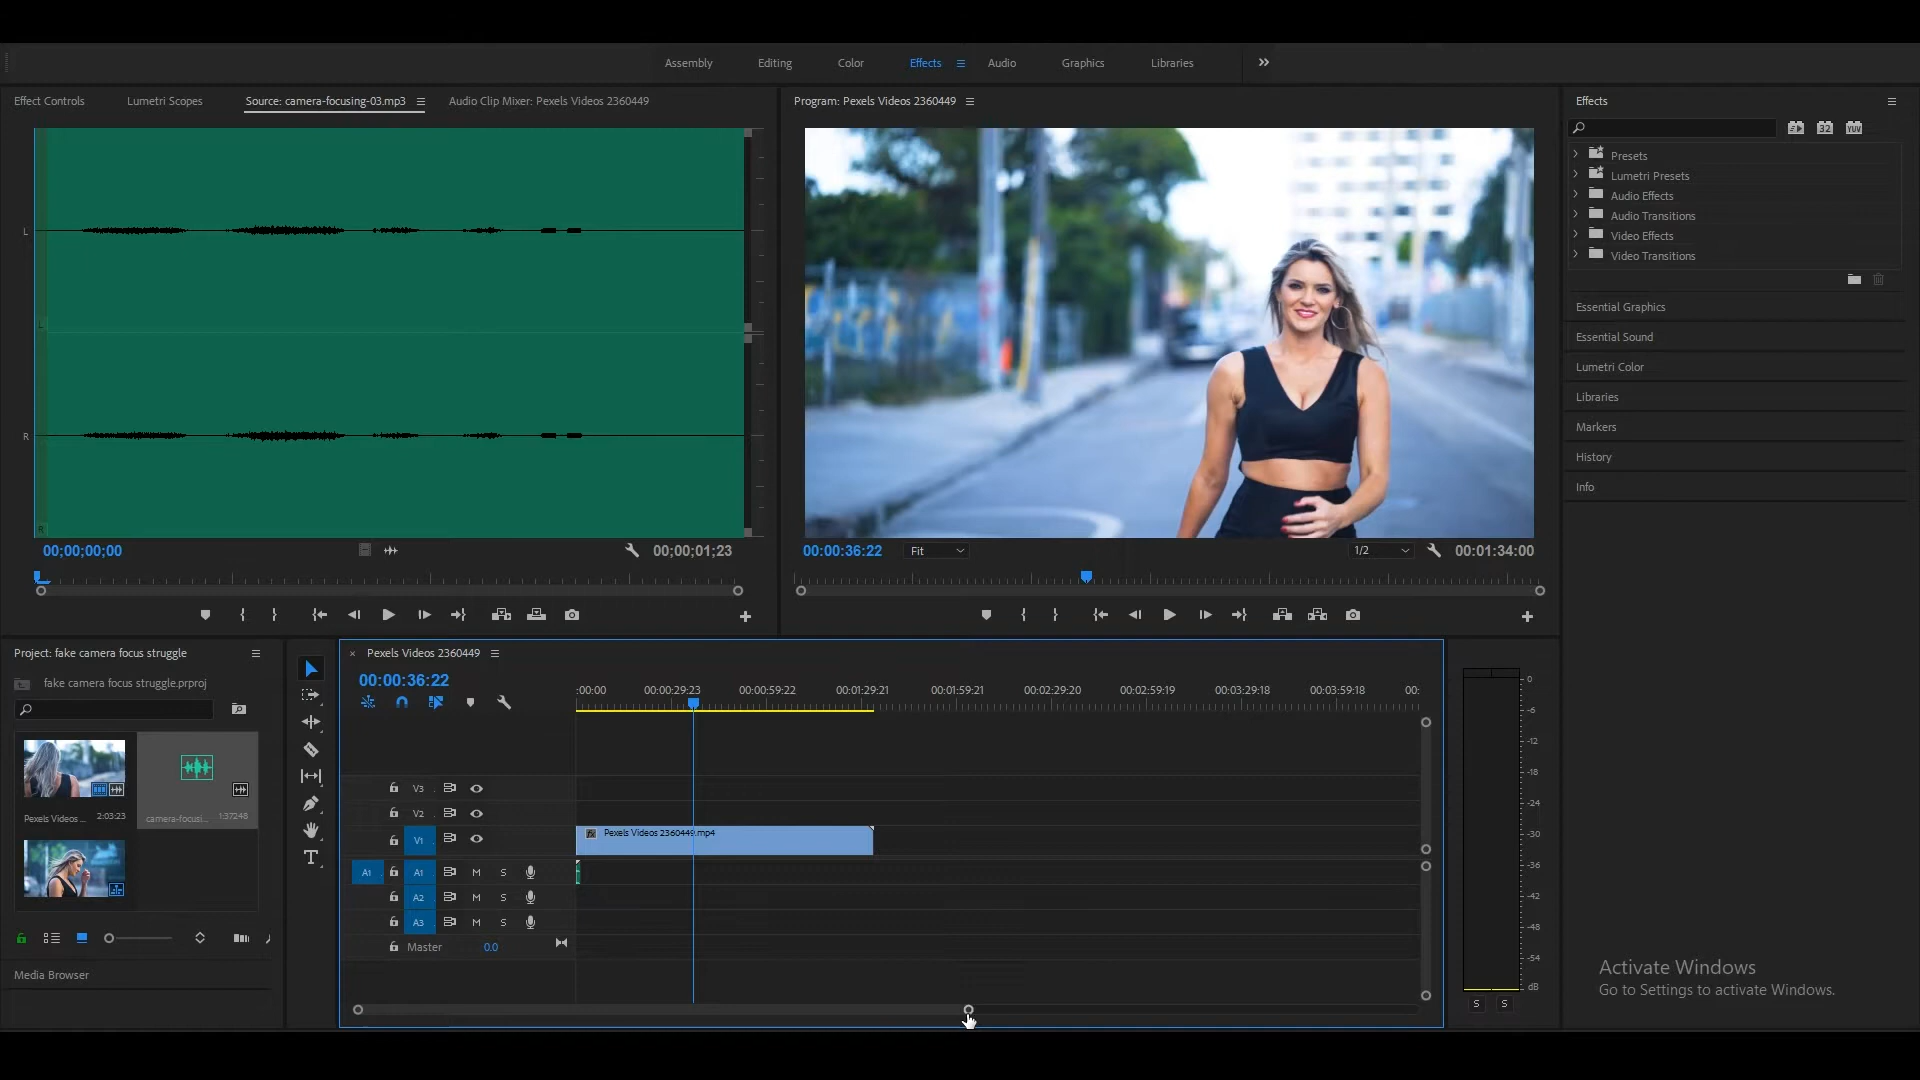 Assembly
Editing
Color
Effects
Audio
Graphics
Libraries
Effect Controls
Lumetri Scopes
Source: camera-focusing-03.mp3
Audio Clip Mixer: Pexels Videos 2360449
L
R
00;00;00;00
00;00;01;23
Program: Pexels Videos 2360449
00:00:36:22
Fit
1/2
00:01:34:00
Effects
32
YUV
Presets
Lumetri Presets
Audio Effects
Audio Transitions
Video Effects
Video Transitions
Essential Graphics
Essential Sound
Lumetri Color
Libraries
Markers
History
Info
Project: fake camera focus struggle
fake camera focus struggle.prproj
Pexels Videos ...
2:03:23
camera-focusi...
1:37248
Media Browser
Pexels Videos 2360449
00:00:36:22
:00:00
00:00:29:23
00:00:59:22
00:01:29:21
00:01:59:21
00:02:29:20
00:02:59:19
00:03:29:18
00:03:59:18
00:
V3
V2
V1
Pexels Videos 2360449.mp4
A1
A1
M
S
A2
M
S
A3
M
S
Master
0.0
0
-6
-12
-18
-24
-30
-36
-42
-48
-54
dB
S
S
Activate Windows
Go to Settings to activate Windows.